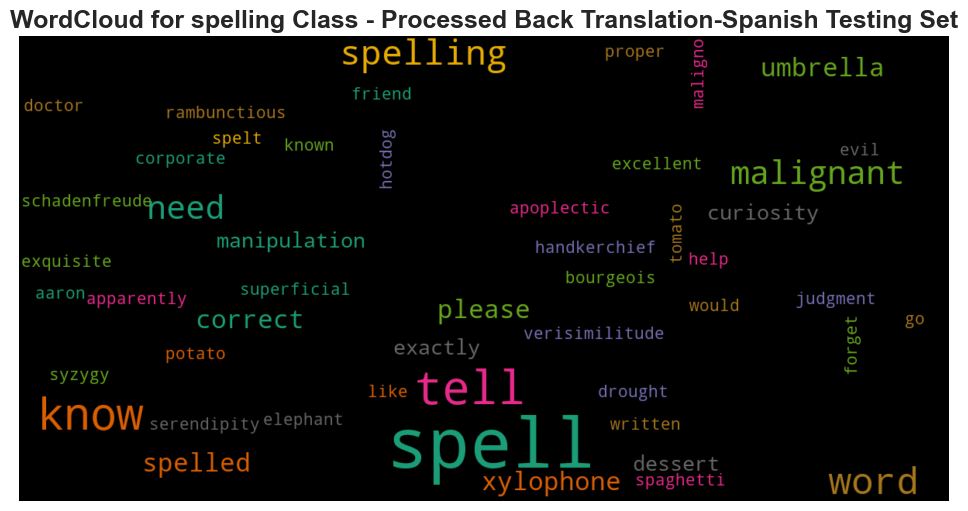 WordCloud for spelling Class - Processed Back Translation-Spanish Testing Set
spelling
proper
maligno
umbrella
friend
doctor
rambunctious
spelt
known
hotdog
corporate
evil
excellent
malignant
schadenfreude
need
apoplectic
tomato
curiosity
manipulation
handkerchief
help
exquisite
bourgeois
aaron
apparently
superficial
please
would
judgment
correct
verisimilitude
forget
go
exactly
potato
syzygy
like
tell
drought
know
serendipity
elephant
spell
written
spelled
dessert
xylophone
spaghetti
word